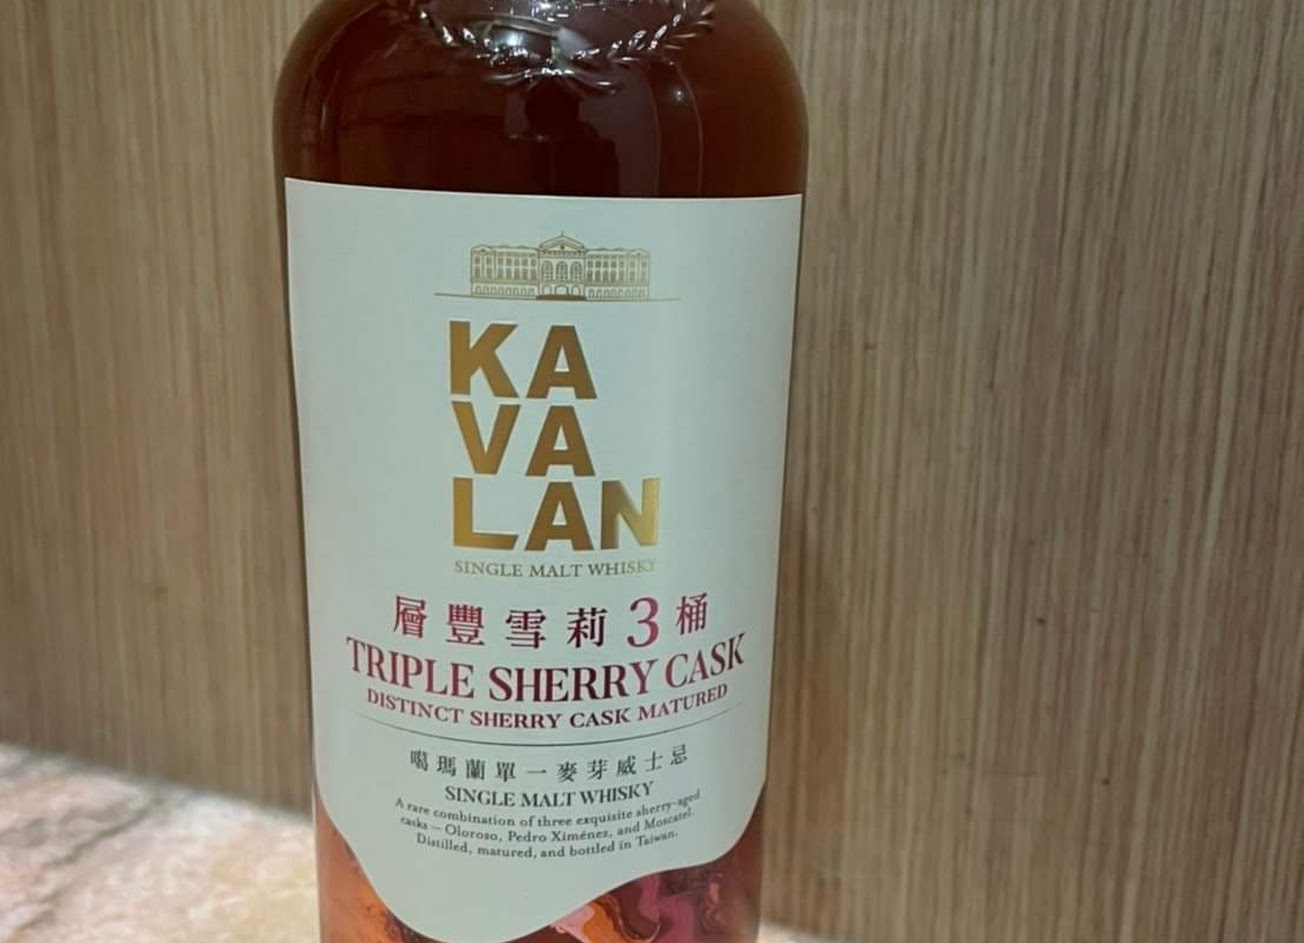 KA
VA
LAN
SINGLE MALT WHISKY
層豐雪莉3桶
TRIPLE SHERRY CASK
DISTINCT SHERRY CASK MATURED
噶瑪蘭單一麥芽威士忌
SINGLE MALT WHISKY
A rare combination of three exquisite sherry-aged
casks – Oloroso, Pedro Ximénez, and Moscatel.
Distilled, matured, and bottled in Taiwan.